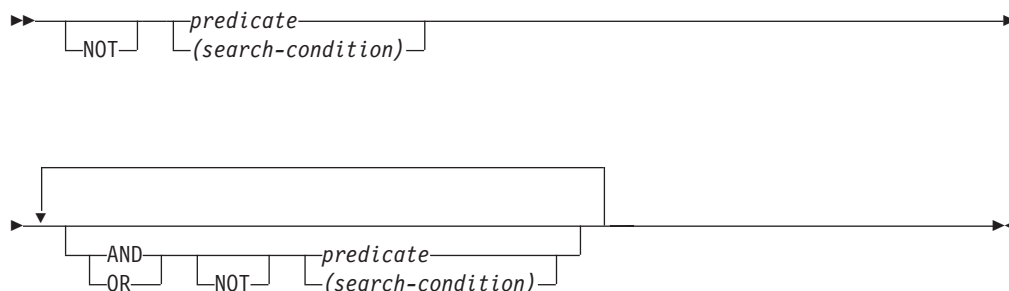 predicate
NOT (search-condition)
AND predicate
OR NOT (search-condition)